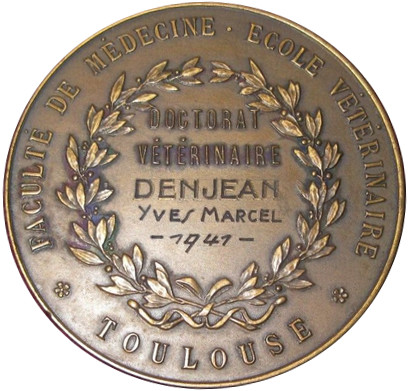 FACULTÉ DE MÉDECINE · ECOLE VÉTÉRINAIRE
DOCTORAT
VÉTÉRINAIRE
DENJEAN
YVES MARCEL
- 1941 -
TOULOUSE